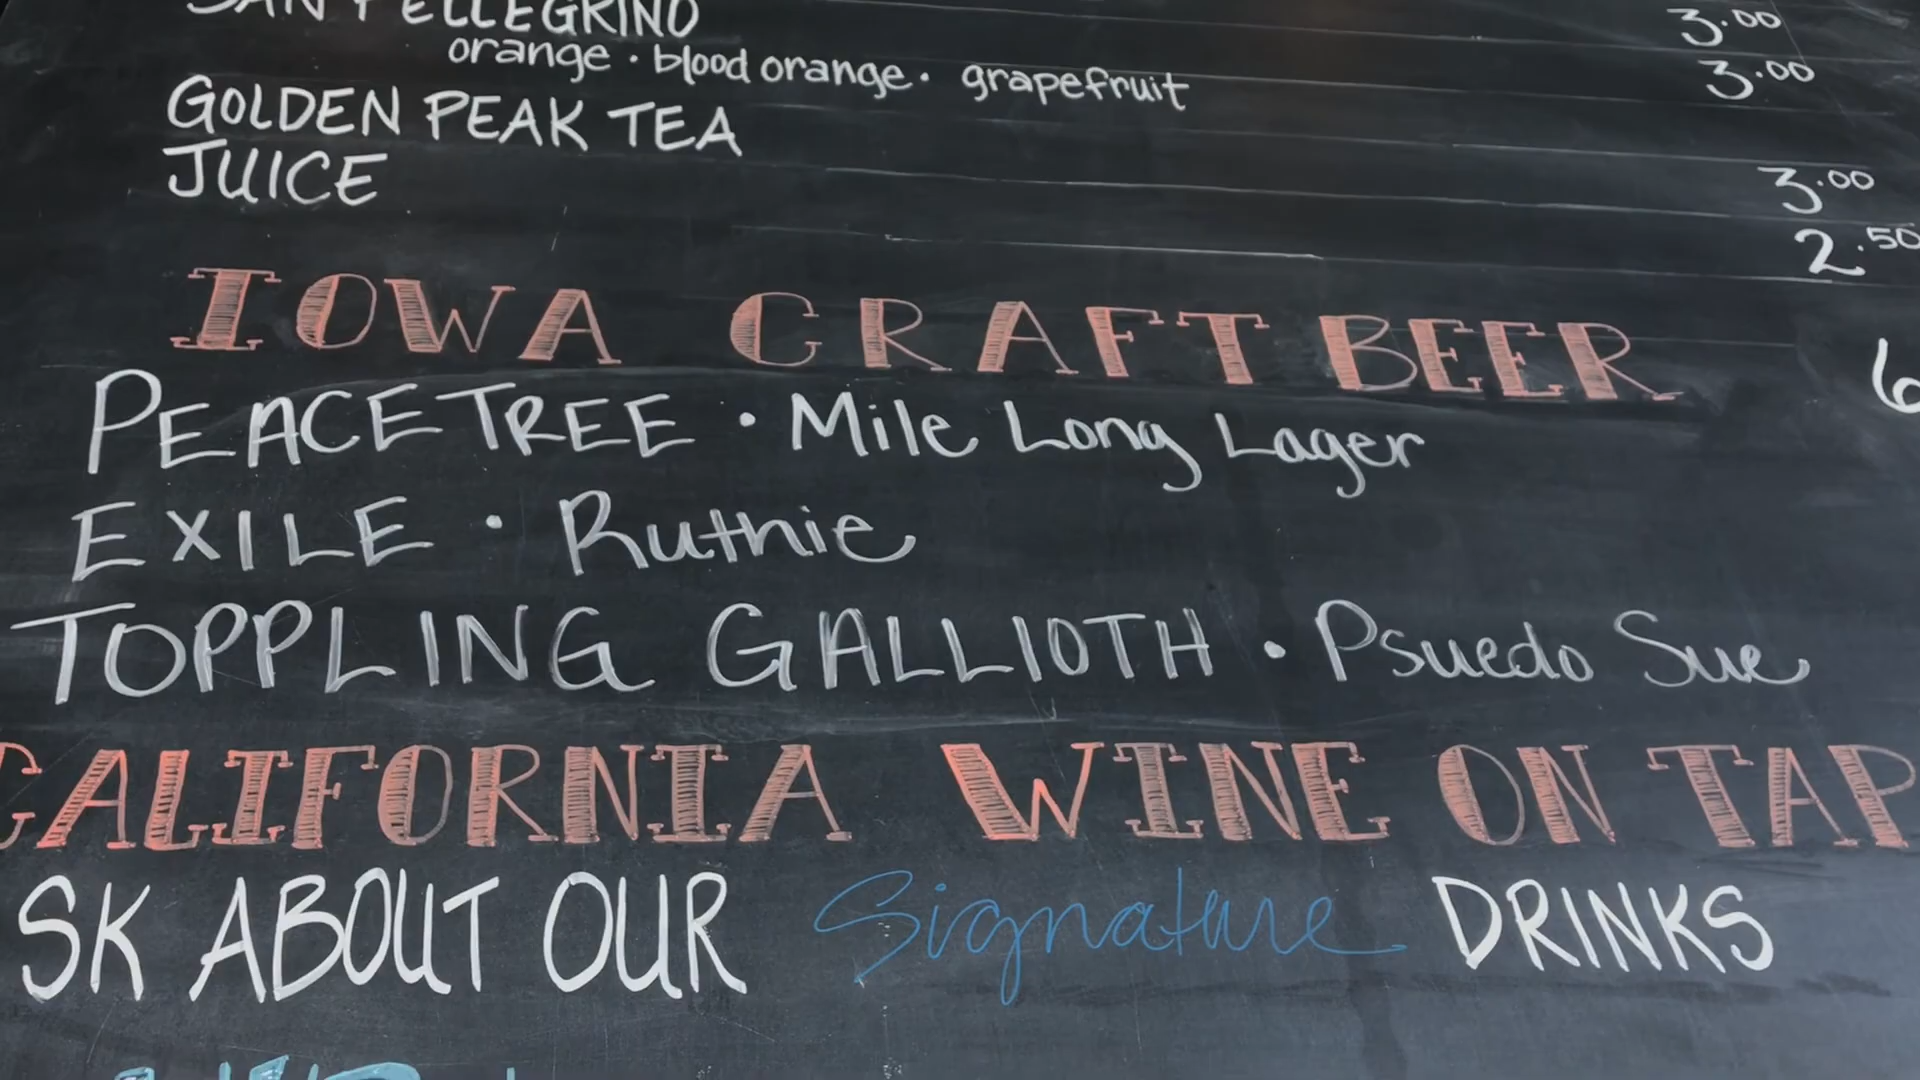 SAN PELLEGRINO 3.00
orange · blood orange · grapefruit 3.00
GOLDEN PEAK TEA 3.00
JUICE 2.50
IOWA CRAFT BEER 6
PEACETREE · Mile Long Lager
EXILE · Ruthie
TOPPLING GALLIOTH · Psuedo Sue
CALIFORNIA WINE ON TAP
SK ABOUT OUR Signature DRINKS